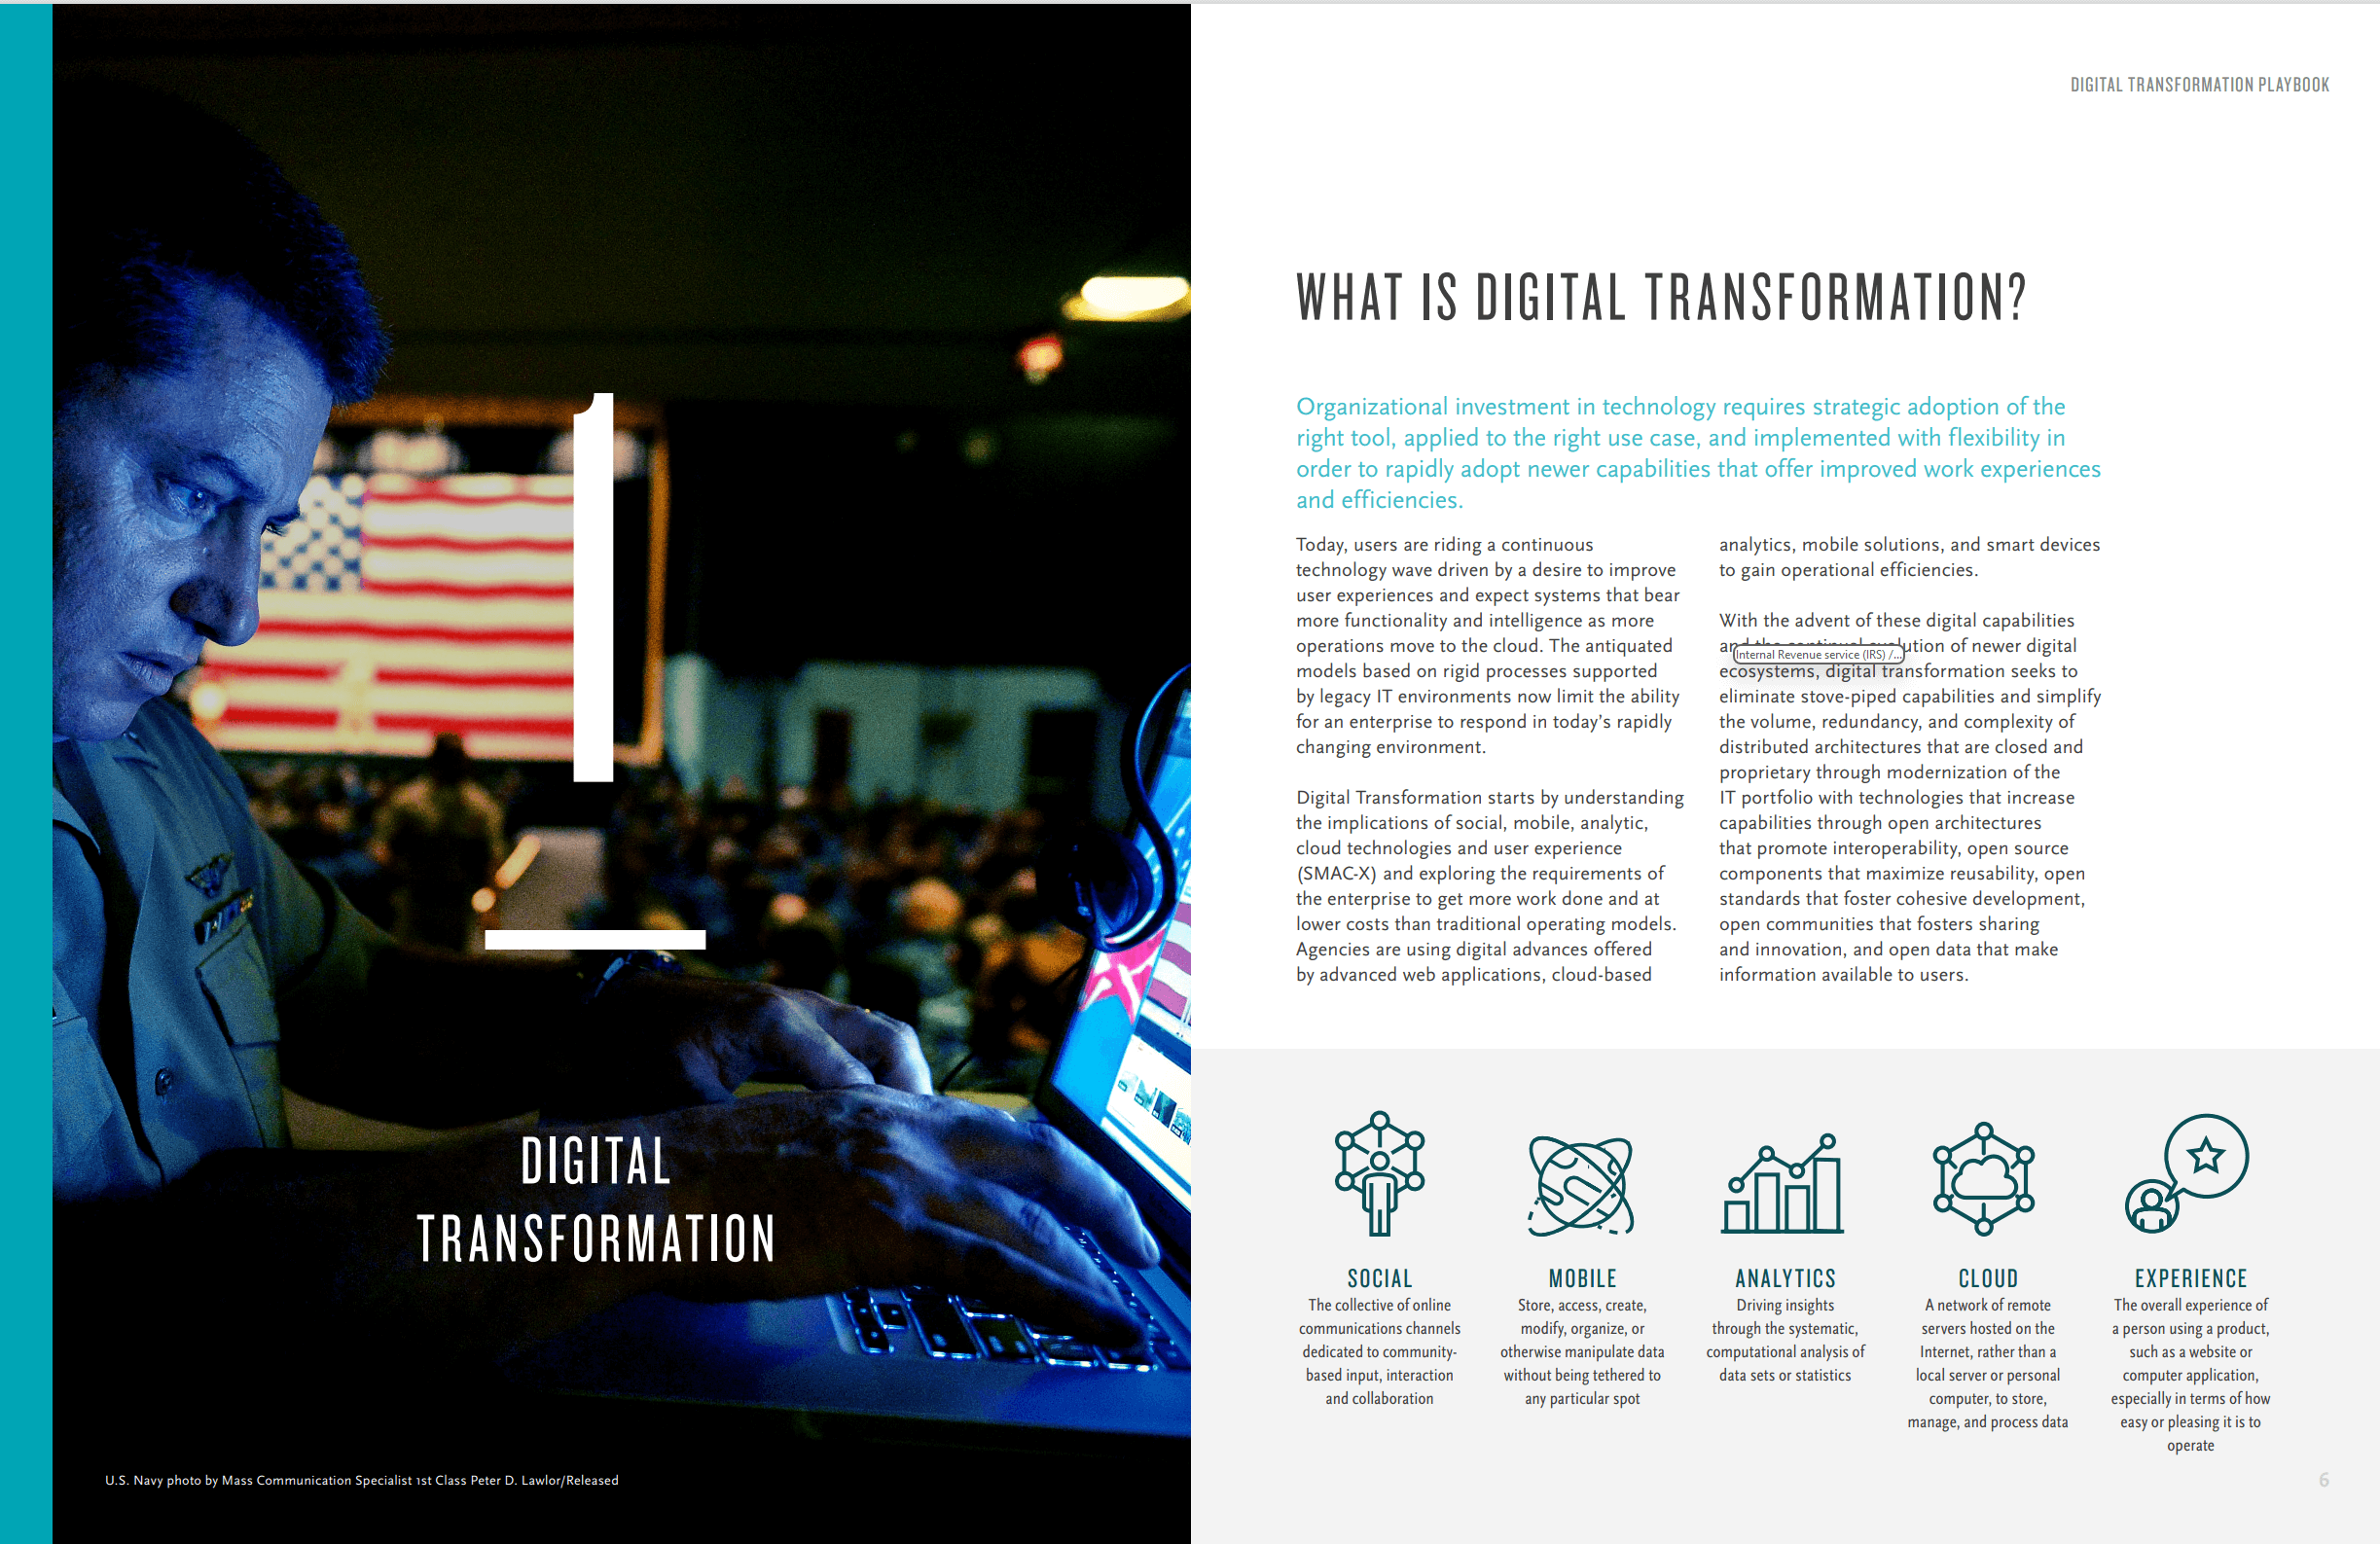 1
DIGITAL
TRANSFORMATION
U.S. Navy photo by Mass Communication Specialist 1st Class Peter D. Lawlor/Released
DIGITAL TRANSFORMATION PLAYBOOK
WHAT IS DIGITAL TRANSFORMATION?
Organizational investment in technology requires strategic adoption of the
right tool, applied to the right use case, and implemented with flexibility in
order to rapidly adopt newer capabilities that offer improved work experiences
and efficiencies.
Today, users are riding a continuous
technology wave driven by a desire to improve
user experiences and expect systems that bear
more functionality and intelligence as more
operations move to the cloud. The antiquated
models based on rigid processes supported
by legacy IT environments now limit the ability
for an enterprise to respond in today's rapidly
changing environment.
Digital Transformation starts by understanding
the implications of social, mobile, analytic,
cloud technologies and user experience
(SMAC-X) and exploring the requirements of
the enterprise to get more work done and at
lower costs than traditional operating models.
Agencies are using digital advances offered
by advanced web applications, cloud-based
analytics, mobile solutions, and smart devices
to gain operational efficiencies.
With the advent of these digital capabilities
and the continual evolution of newer digital
Internal Revenue service (IRS) /...
ecosystems, digital transformation seeks to
eliminate stove-piped capabilities and simplify
the volume, redundancy, and complexity of
distributed architectures that are closed and
proprietary through modernization of the
IT portfolio with technologies that increase
capabilities through open architectures
that promote interoperability, open source
components that maximize reusability, open
standards that foster cohesive development,
open communities that fosters sharing
and innovation, and open data that make
information available to users.
SOCIAL
The collective of online
communications channels
dedicated to community-
based input, interaction
and collaboration
MOBILE
Store, access, create,
modify, organize, or
otherwise manipulate data
without being tethered to
any particular spot
ANALYTICS
Driving insights
through the systematic,
computational analysis of
data sets or statistics
CLOUD
A network of remote
servers hosted on the
Internet, rather than a
local server or personal
computer, to store,
manage, and process data
EXPERIENCE
The overall experience of
a person using a product,
such as a website or
computer application,
especially in terms of how
easy or pleasing it is to
operate
6